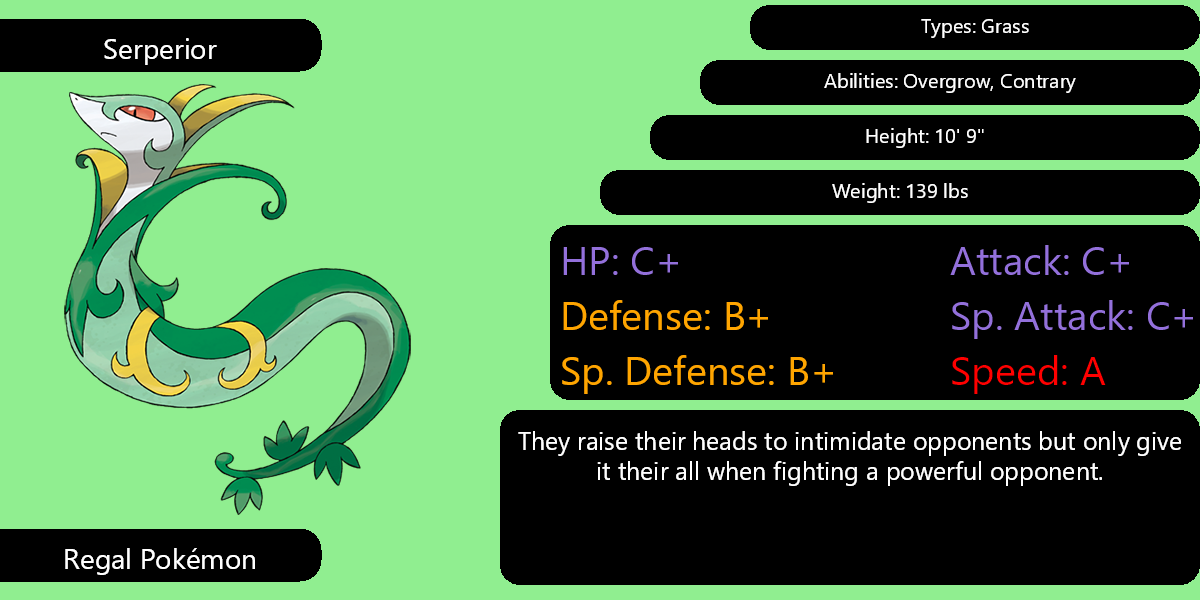 Serperior
Types: Grass
Abilities: Overgrow, Contrary
Height: 10' 9"
Weight: 139 lbs
HP: C+
Attack: C+
Defense: B+
Sp. Attack: C+
Sp. Defense: B+
Speed: A
They raise their heads to intimidate opponents but only give
it their all when fighting a powerful opponent.
Regal Pokémon